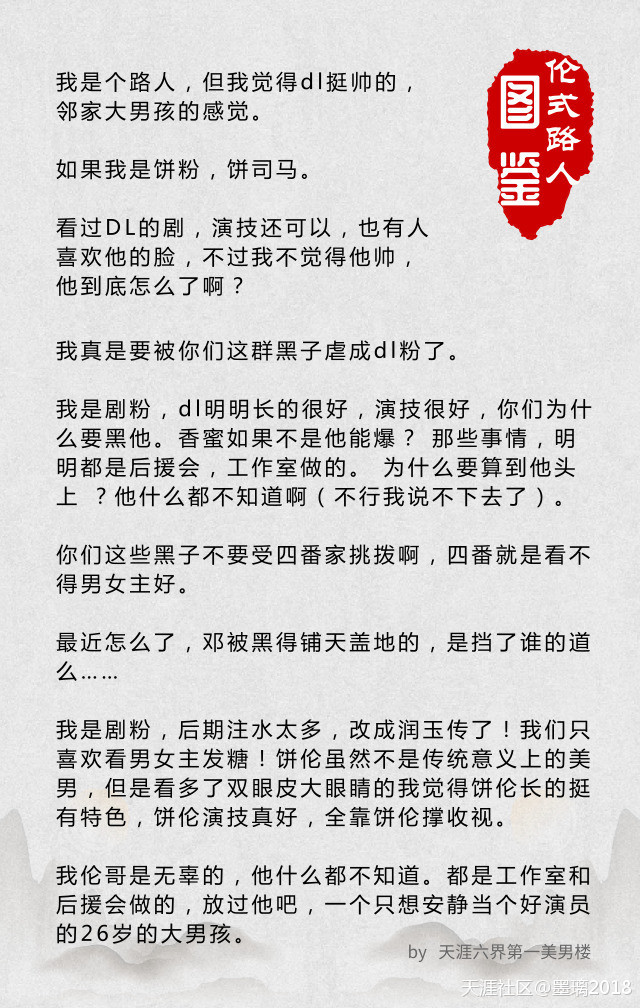 伦式路人
图鉴
我是个路人，但我觉得dl挺帅的，
邻家大男孩的感觉。
如果我是饼粉，饼司马。
看过DL的剧，演技还可以，也有人
喜欢他的脸，不过我不觉得他帅，
他到底怎么了啊？
我真是要被你们这群黑子虐成dl粉了。
我是剧粉，dl明明长的很好，演技很好，你们为什
么要黑他。香蜜如果不是他能爆？ 那些事情，明
明都是后援会，工作室做的。 为什么要算到他头
上 ？他什么都不知道啊（不行我说不下去了）。
你们这些黑子不要受四番家挑拨啊，四番就是看不
得男女主好。
最近怎么了，邓被黑得铺天盖地的，是挡了谁的道
么……
我是剧粉，后期注水太多，改成润玉传了！我们只
喜欢看男女主发糖！饼伦虽然不是传统意义上的美
男，但是看多了双眼皮大眼睛的我觉得饼伦长的挺
有特色，饼伦演技真好，全靠饼伦撑收视。
我伦哥是无辜的，他什么都不知道。都是工作室和
后援会做的，放过他吧，一个只想安静当个好演员
的26岁的大男孩。
by 天涯六界第一美男楼
天涯社区@墨璃2018